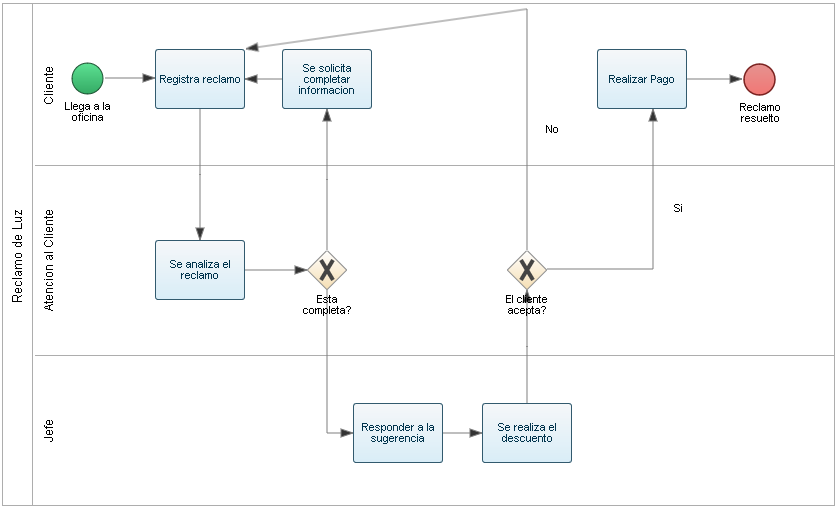 Reclamo de Luz
Cliente
Llega a la
oficina
Registra reclamo
Se solicita
completar
informacion
Realizar Pago
Reclamo
resuelto
No
Si
Atencion al Cliente
Se analiza el
reclamo
Esta
completa?
El cliente
acepta?
Jefe
Responder a la
sugerencia
Se realiza el
descuento